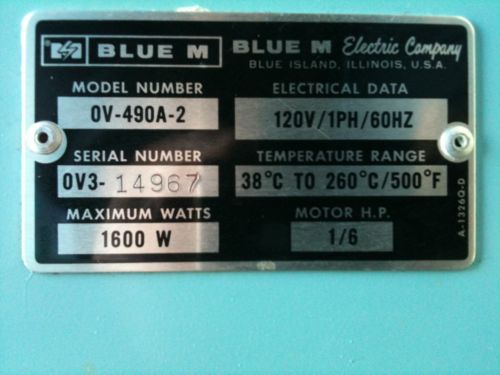 BLUE M BLUE M Electric Company
BLUE ISLAND, ILLINOIS, U.S.A.
MODEL NUMBER ELECTRICAL DATA
OV-490A-2 120V/1PH/60HZ
SERIAL NUMBER TEMPERATURE RANGE
OV3- 14967 38°C TO 260°C/500°F
MAXIMUM WATTS MOTOR H.P.
1600 W 1/6
A-13260-D